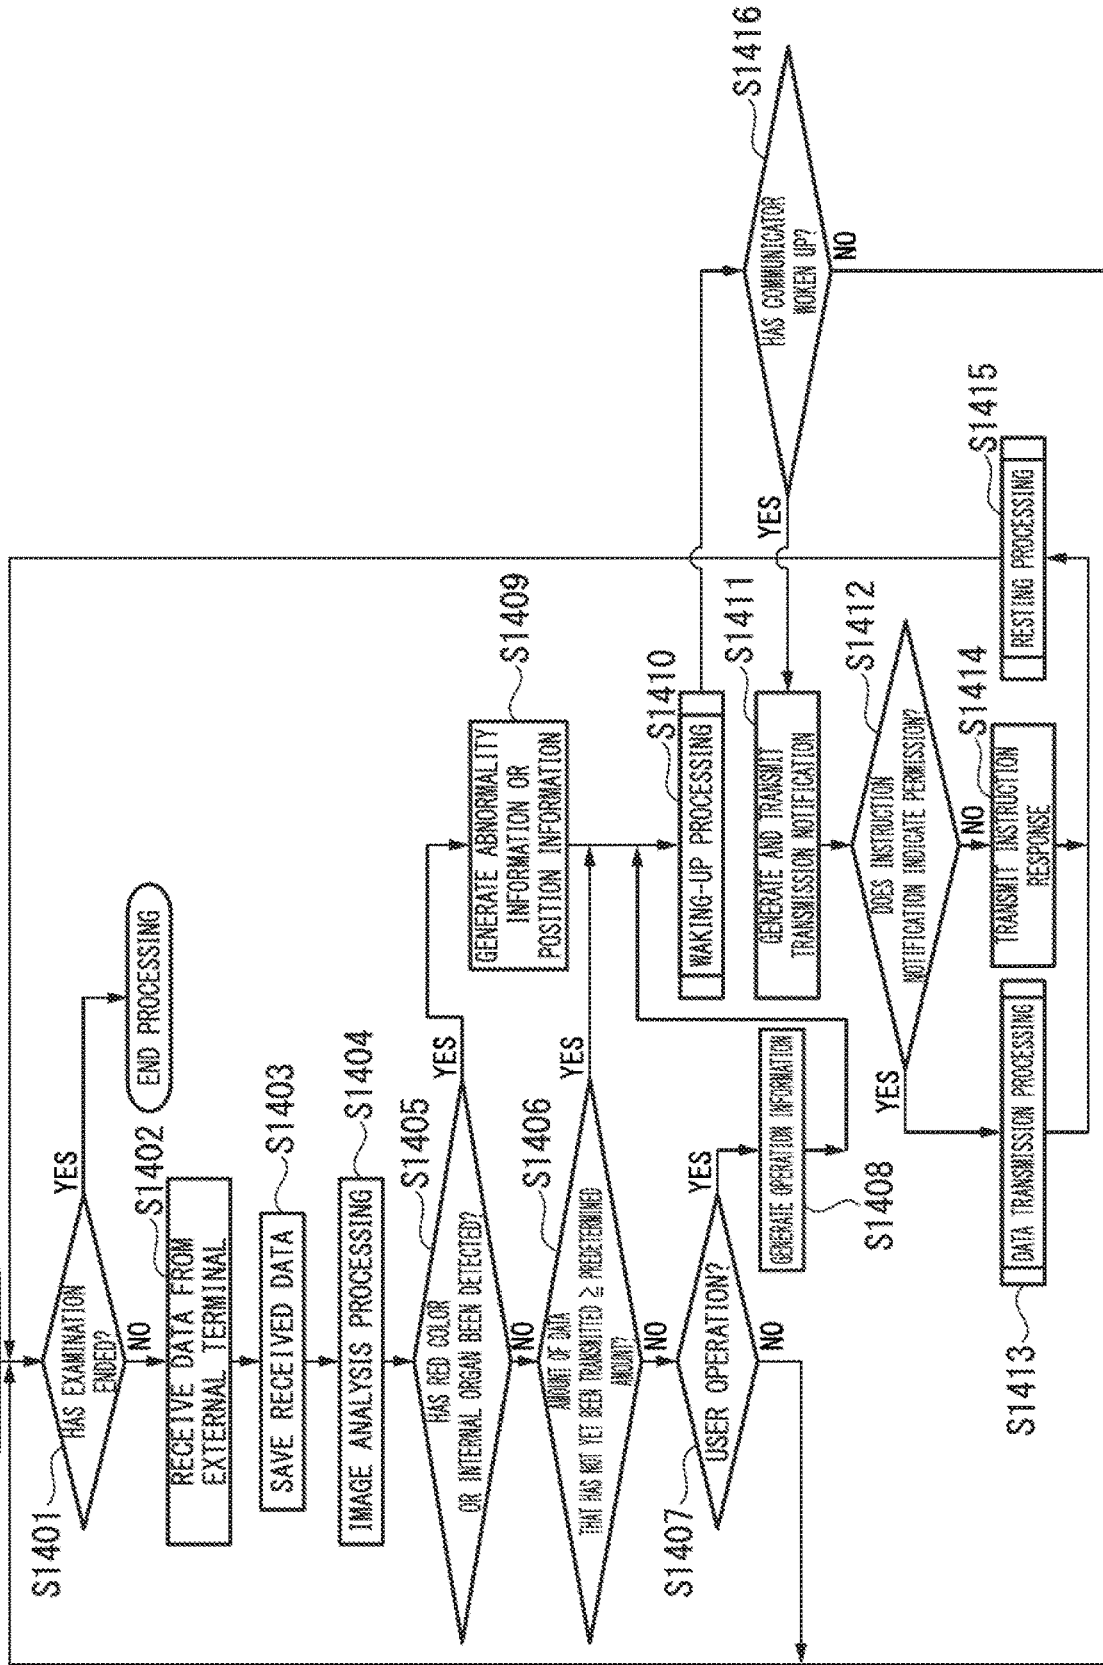 S1401
HAS EXAMINATION
ENDED?
YES
NO
END PROCESSING
S1402
RECEIVE DATA FROM
EXTERNAL TERMINAL
S1403
SAVE RECEIVED DATA
S1404
IMAGE ANALYSIS PROCESSING
S1405
HAS RED COLOR
OR INTERNAL ORGAN BEEN DETECTED?
YES
NO
S1406
AMOUNT OF DATA
THAT HAS NOT YET BEEN TRANSMITTED ≥ PREDETERMINED
AMOUNT?
YES
NO
S1407
USER OPERATION?
YES
NO
GENERATE OPERATION INFORMATION
S1408
GENERATE ABNORMALITY
INFORMATION OR
POSITION INFORMATION
S1409
S1410
WAKING-UP PROCESSING
S1416
HAS COMMUNICATOR
WOKEN UP?
YES
NO
S1411
GENERATE AND TRANSMIT
TRANSMISSION NOTIFICATION
S1412
DOES INSTRUCTION
NOTIFICATION INDICATE PERMISSION?
YES
NO
S1413
DATA TRANSMISSION PROCESSING
S1414
TRANSMIT INSTRUCTION
RESPONSE
S1415
RESTING PROCESSING